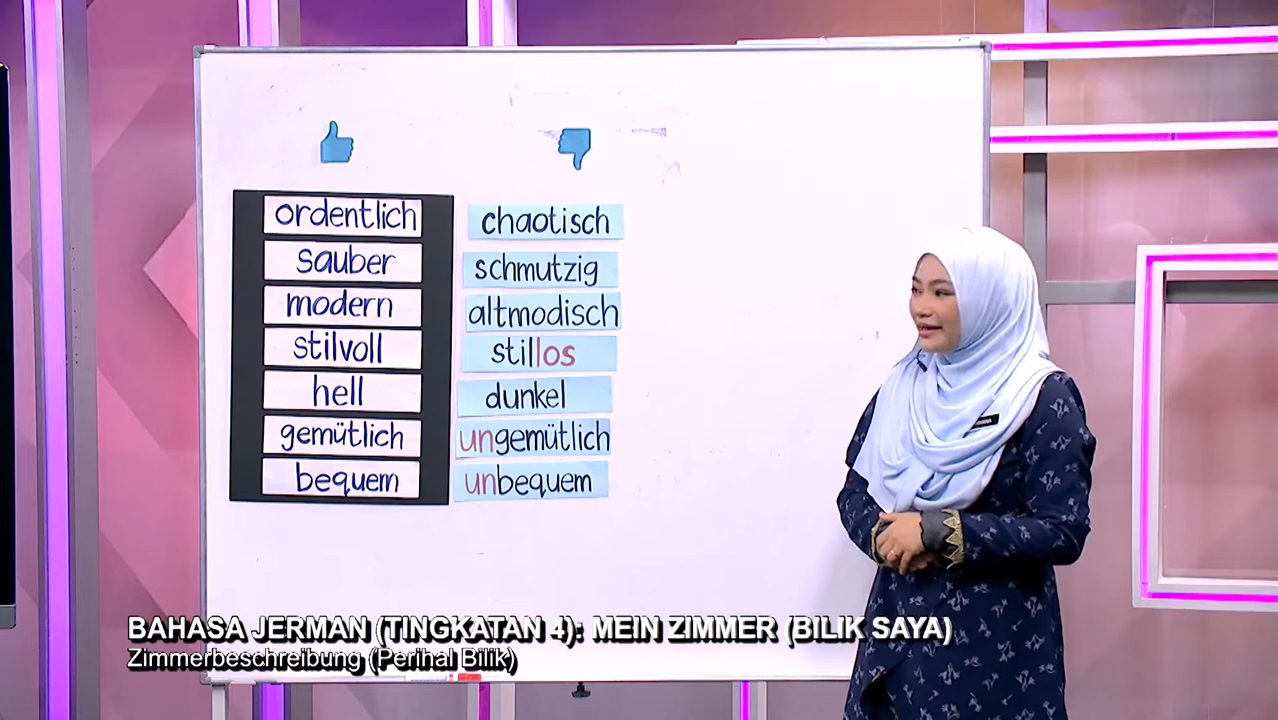 ordentlich chaotisch
sauber schmutzig
modern altmodisch
stilvoll stillos
hell dunkel
gemütlich ungemütlich
bequem unbequem
BAHASA JERMAN (TINGKATAN 4): MEIN ZIMMER (BILIK SAYA)
Zimmerbeschreibung (Perihal Bilik)